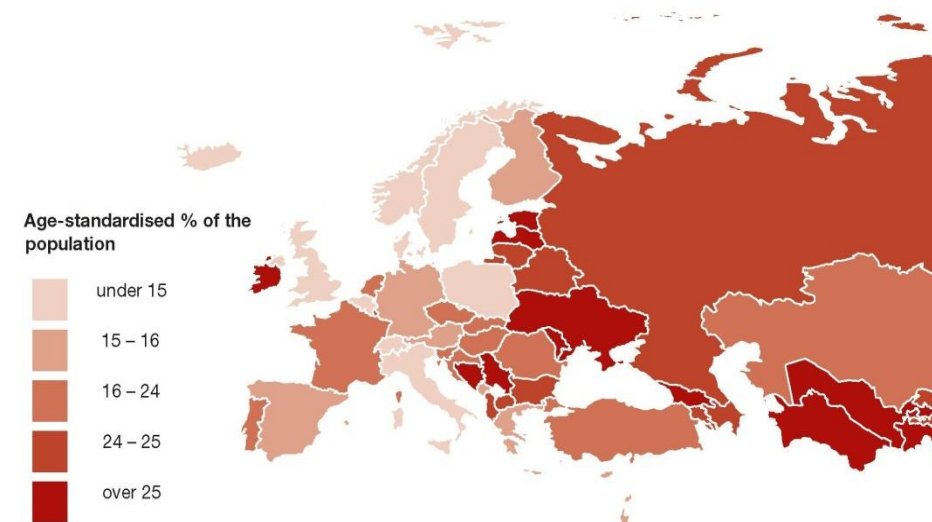 Age-standardised % of the
population
under 15
15 – 16
16 – 24
24 – 25
over 25